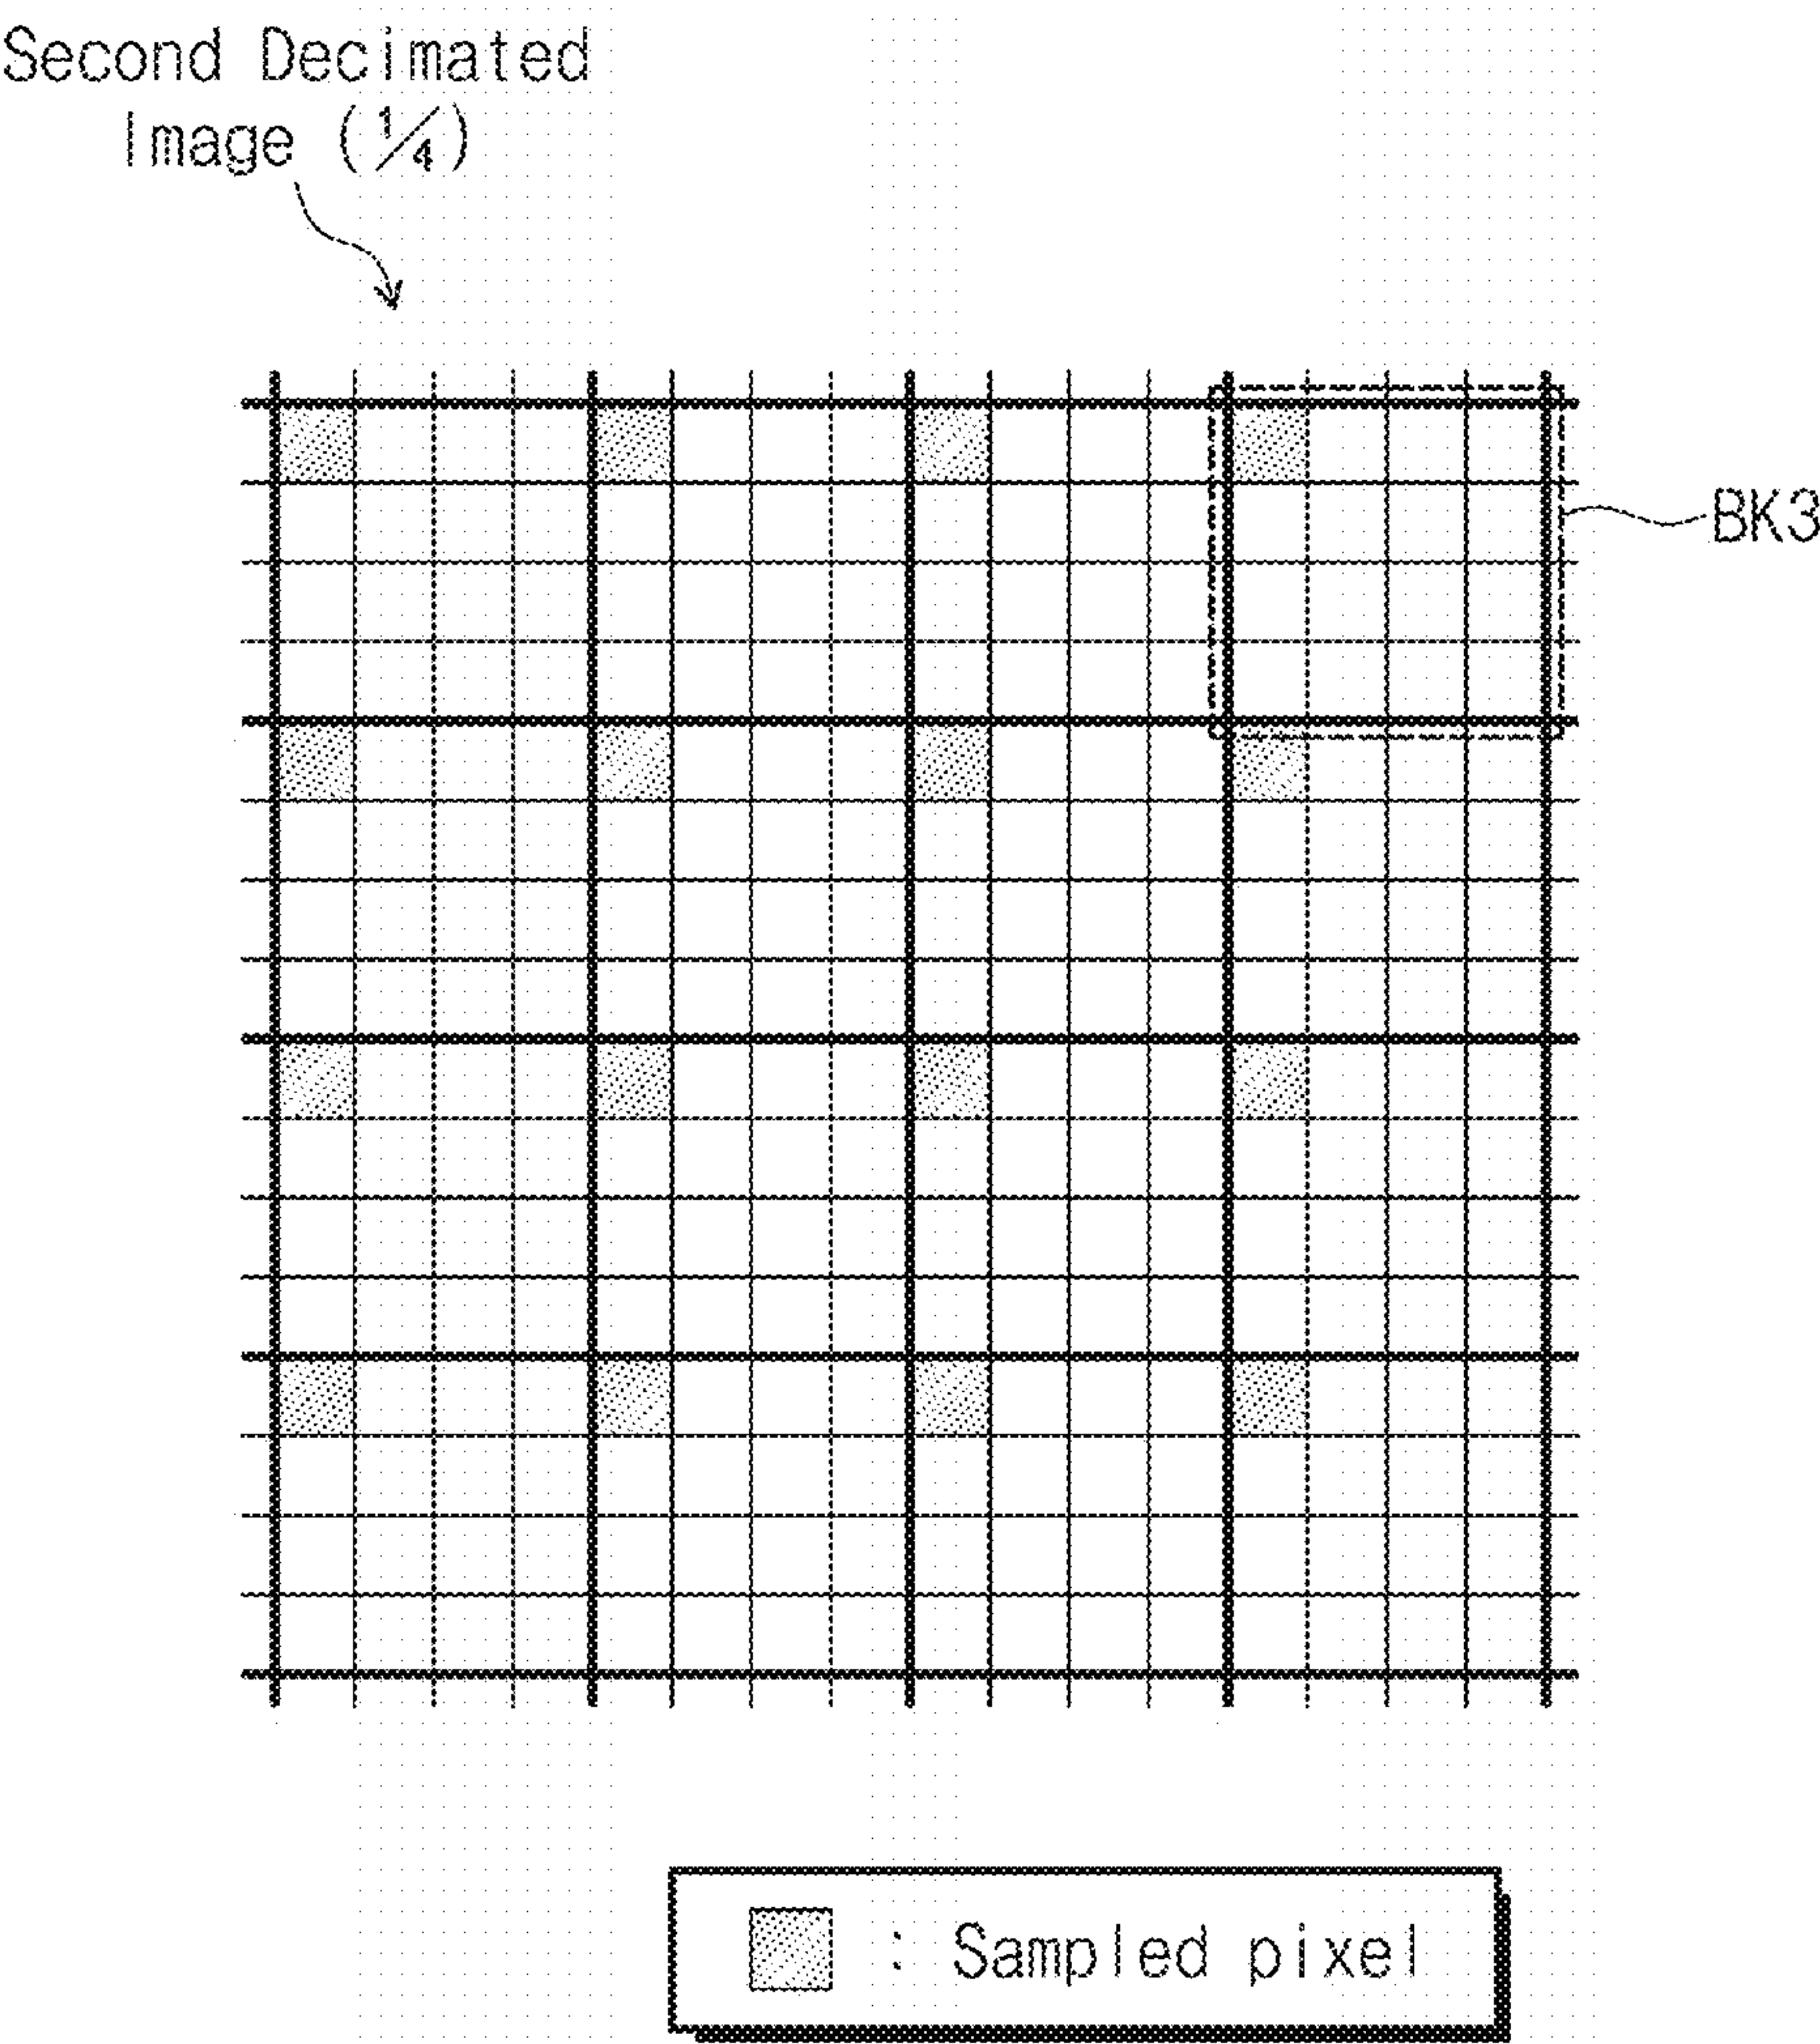 Second Decimated
Image (1/4)
BK3
: Sampled pixel